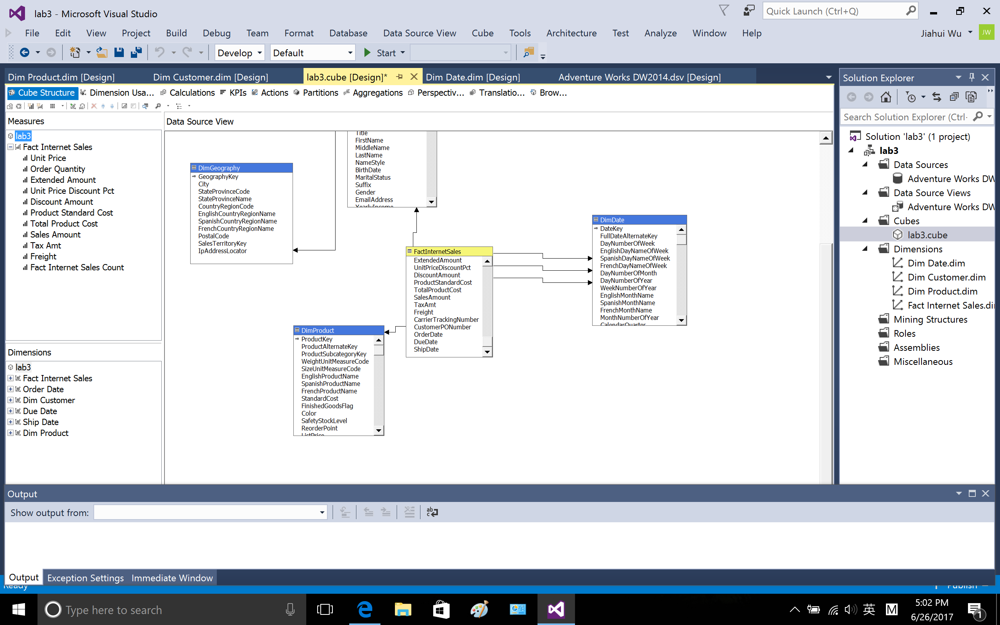 lab3 - Microsoft Visual Studio
Quick Launch (Ctrl+Q)
File Edit View Project Build Debug Team Format Database Data Source View Cube Tools Architecture Test Analyze Window Help
Jiahui Wu
JW
Develop
Default
Start
Dim Product.dim [Design]
Dim Customer.dim [Design]
lab3.cube [Design]*
Dim Date.dim [Design]
Adventure Works DW2014.dsv [Design]
Cube Structure
Dimension Usa...
Calculations
KPIs
Actions
Partitions
Aggregations
Perspectiv...
Translatio...
Brow...
Measures
lab3
Fact Internet Sales
Unit Price
Order Quantity
Extended Amount
Unit Price Discount Pct
Discount Amount
Product Standard Cost
Total Product Cost
Sales Amount
Tax Amt
Freight
Fact Internet Sales Count
Dimensions
lab3
Fact Internet Sales
Order Date
Dim Customer
Due Date
Ship Date
Dim Product
Data Source View
DimGeography
GeographyKey
City
StateProvinceCode
StateProvinceName
CountryRegionCode
EnglishCountryRegionName
SpanishCountryRegionName
FrenchCountryRegionName
PostalCode
SalesTerritoryKey
IpAddressLocator
Title
FirstName
MiddleName
LastName
NameStyle
BirthDate
MaritalStatus
Suffix
Gender
EmailAddress
YearlyIncome
FactInternetSales
ExtendedAmount
UnitPriceDiscountPct
DiscountAmount
ProductStandardCost
TotalProductCost
SalesAmount
TaxAmt
Freight
CarrierTrackingNumber
CustomerPONumber
OrderDate
DueDate
ShipDate
DimDate
DateKey
FullDateAlternateKey
DayNumberOfWeek
EnglishDayNameOfWeek
SpanishDayNameOfWeek
FrenchDayNameOfWeek
DayNumberOfMonth
DayNumberOfYear
WeekNumberOfYear
EnglishMonthName
SpanishMonthName
FrenchMonthName
MonthNumberOfYear
CalendarQuarter
DimProduct
ProductKey
ProductAlternateKey
ProductSubcategoryKey
WeightUnitMeasureCode
SizeUnitMeasureCode
EnglishProductName
SpanishProductName
FrenchProductName
StandardCost
FinishedGoodsFlag
Color
SafetyStockLevel
ReorderPoint
ListPrice
Solution Explorer
Search Solution Explorer (Ctrl-
Solution 'lab3' (1 project)
lab3
Data Sources
Adventure Works DW
Data Source Views
Adventure Works DW
Cubes
lab3.cube
Dimensions
Dim Date.dim
Dim Customer.dim
Dim Product.dim
Fact Internet Sales.di
Mining Structures
Roles
Assemblies
Miscellaneous
Output
Show output from:
Output
Exception Settings
Immediate Window
Ready
Publish
Type here to search
英
M
5:02 PM
6/26/2017
1